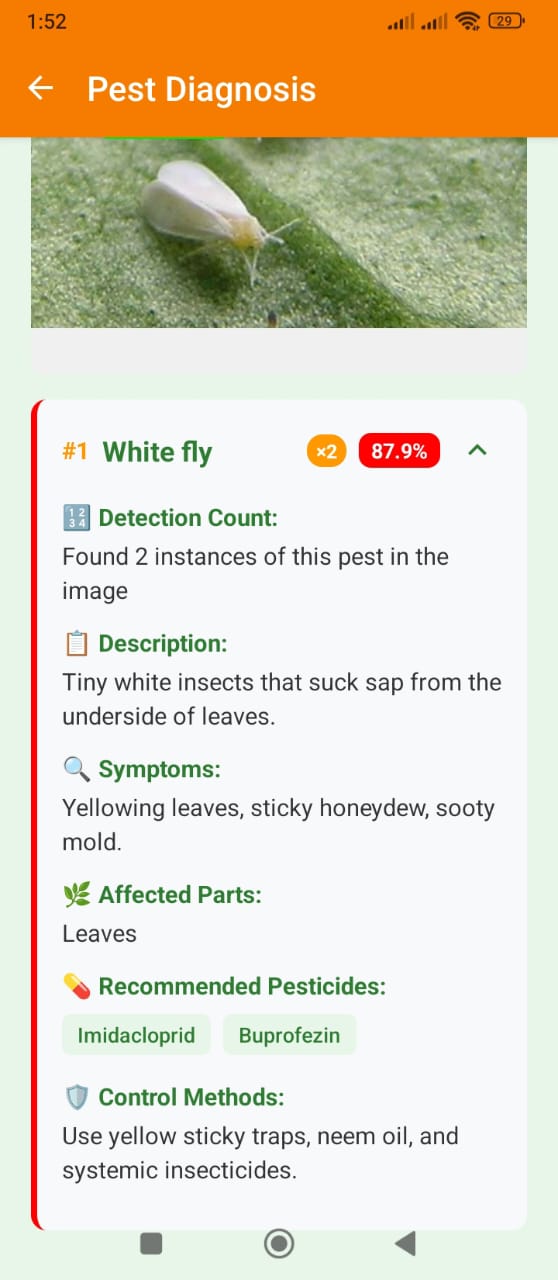 1:52
29
Pest Diagnosis
#1 White fly ×2 87.9%
1234 Detection Count:
Found 2 instances of this pest in the
image
Description:
Tiny white insects that suck sap from the
underside of leaves.
Symptoms:
Yellowing leaves, sticky honeydew, sooty
mold.
Affected Parts:
Leaves
Recommended Pesticides:
Imidacloprid Buprofezin
Control Methods:
Use yellow sticky traps, neem oil, and
systemic insecticides.